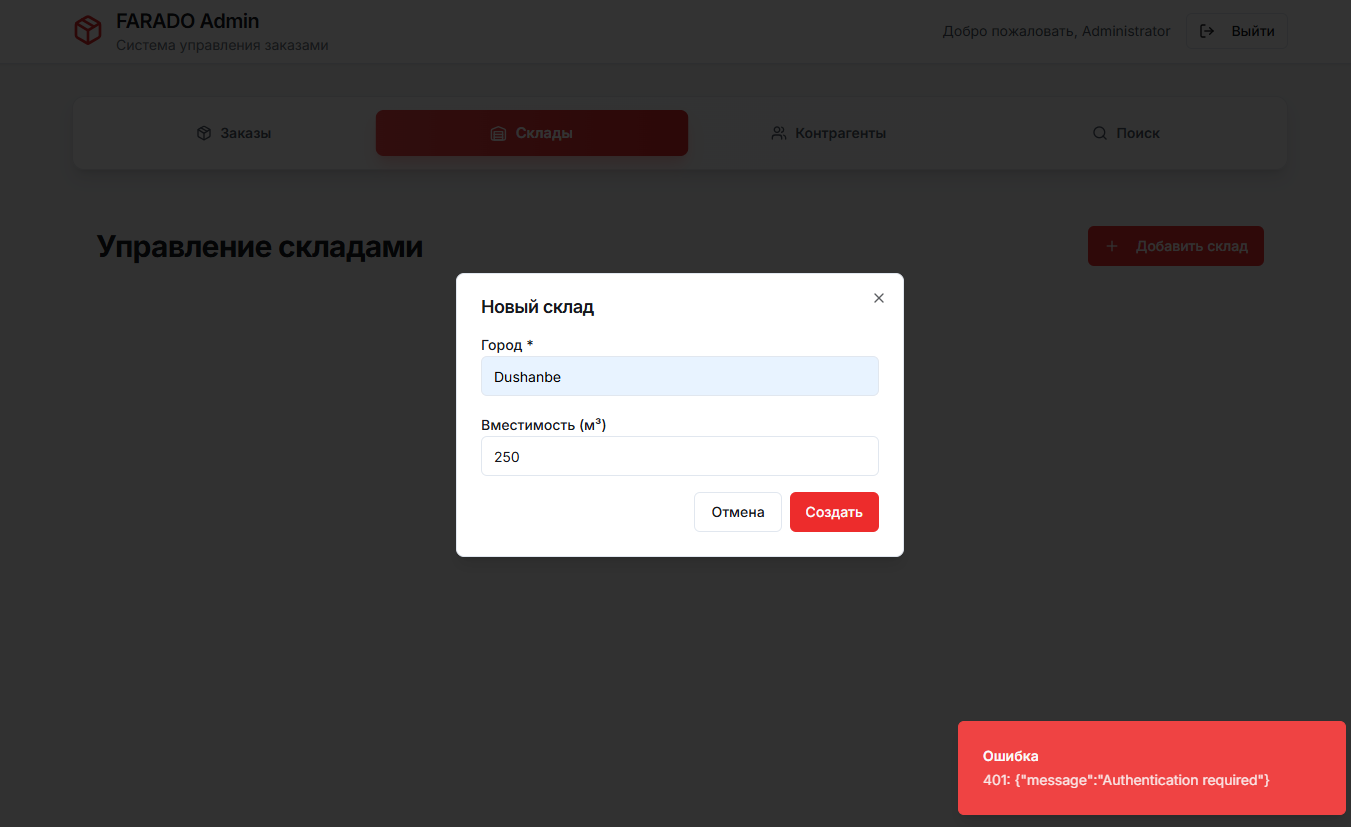 FARADO Admin
Система управления заказами
Добро пожаловать, Administrator
Выйти
Заказы
Склады
Контрагенты
Поиск
Управление складами
Добавить склад
Новый склад
Город *
Dushanbe
Вместимость (м³)
250
Отмена
Создать
Ошибка
401: {"message":"Authentication required"}